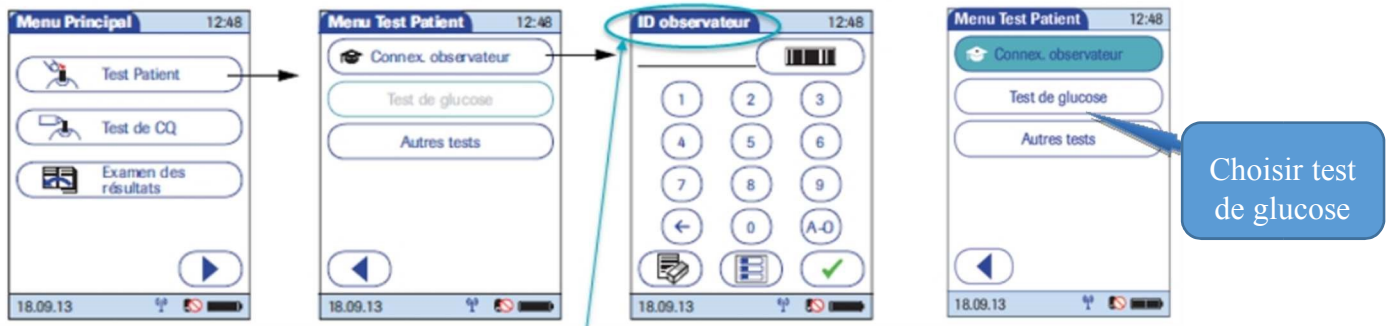 Menu Principal 12:48
Test Patient
Test de CQ
Examen des
résultats
18.09.13
Menu Test Patient 12:48
Connex. observateur
Test de glucose
Autres tests
18.09.13
ID observateur 12:48
1 2 3
4 5 6
7 8 9
0 A-O
18.09.13
Menu Test Patient 12:48
Connex. observateur
Test de glucose
Autres tests
18.09.13
Choisir test
de glucose